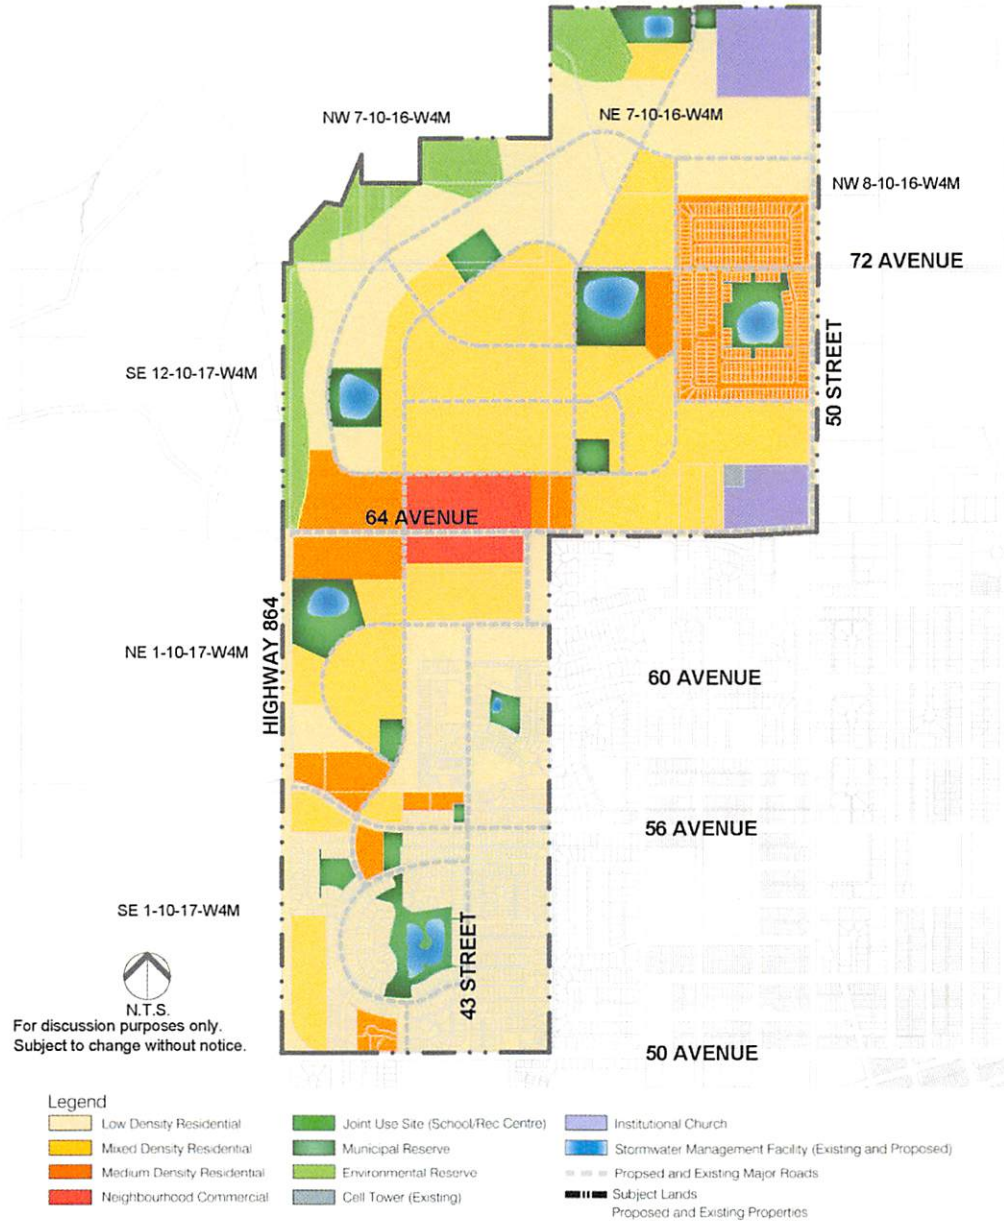 NW 7-10-16-W4M
NE 7-10-16-W4M
NW 8-10-16-W4M
72 AVENUE
50 STREET
SE 12-10-17-W4M
64 AVENUE
HIGHWAY 864
NE 1-10-17-W4M
60 AVENUE
56 AVENUE
SE 1-10-17-W4M
43 STREET
N.T.S.
For discussion purposes only.
Subject to change without notice.
50 AVENUE
Legend
Low Density Residential
Mixed Density Residential
Medium Density Residential
Neighbourhood Commercial
Joint Use Site (School/Rec Centre)
Municipal Reserve
Environmental Reserve
Cell Tower (Existing)
Institutional Church
Stormwater Management Facility (Existing and Proposed)
Propsed and Existing Major Roads
Subject Lands
Proposed and Existing Properties